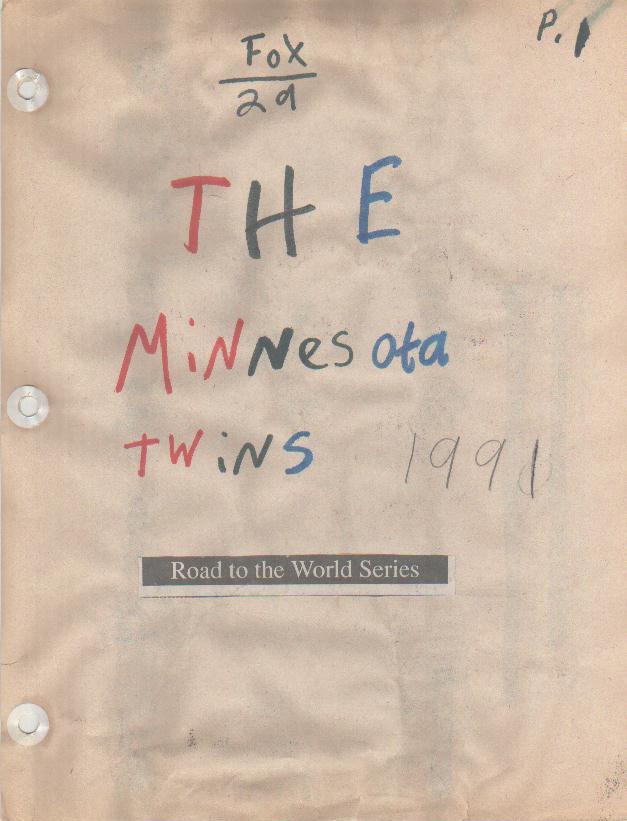 P. 1
Fox
29
THE
MiNNesota
TWiNS 1991
Road to the World Series